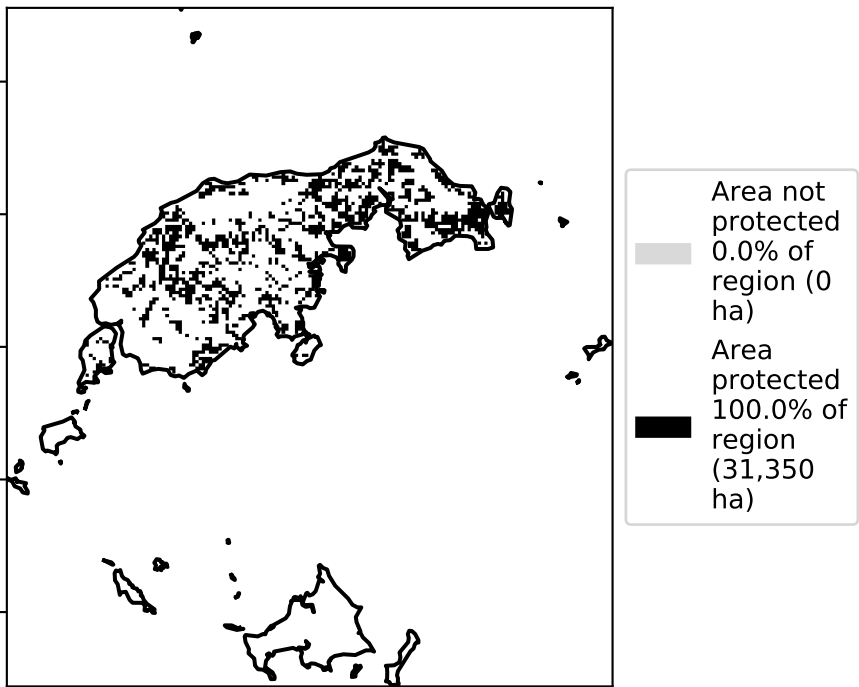 Area not
protected
0.0% of
region (0
ha)
Area
protected
100.0% of
region
(31,350
ha)